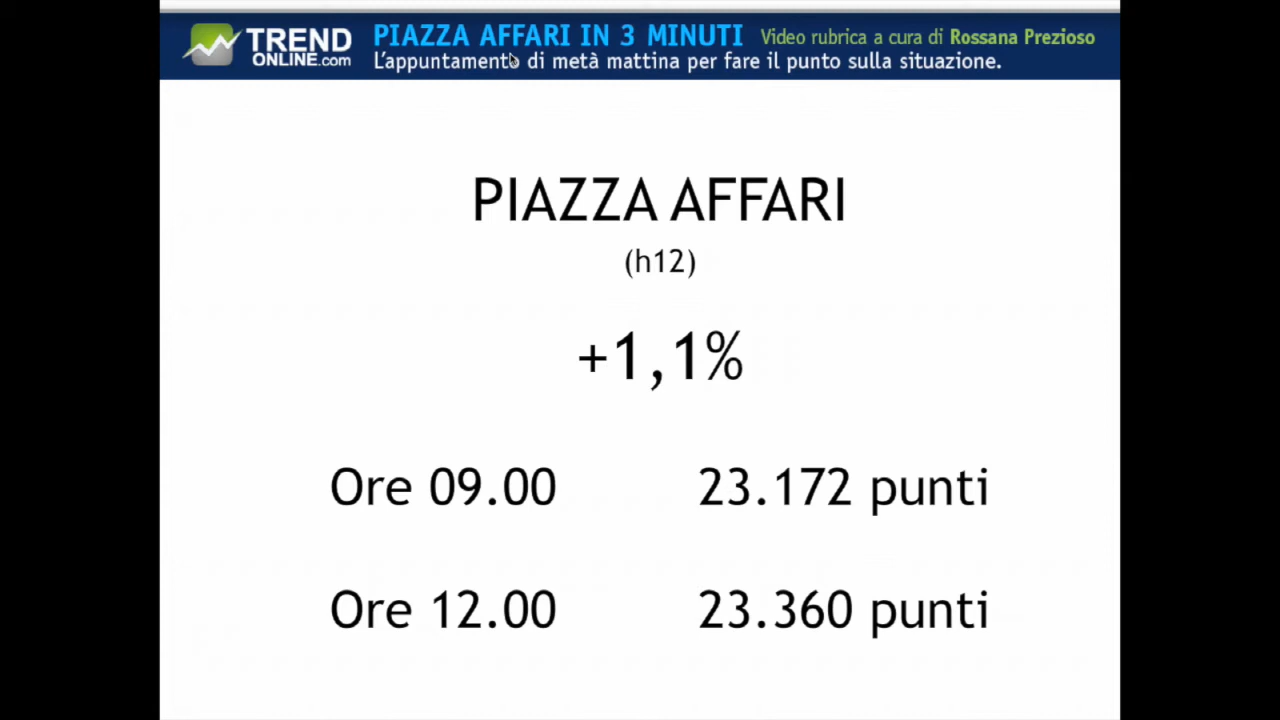 TREND
ONLINE.com
PIAZZA AFFARI IN 3 MINUTI Video rubrica a cura di Rossana Prezioso
L'appuntamento di metà mattina per fare il punto sulla situazione.
PIAZZA AFFARI
(h12)
+1,1%
Ore 09.00 23.172 punti
Ore 12.00 23.360 punti